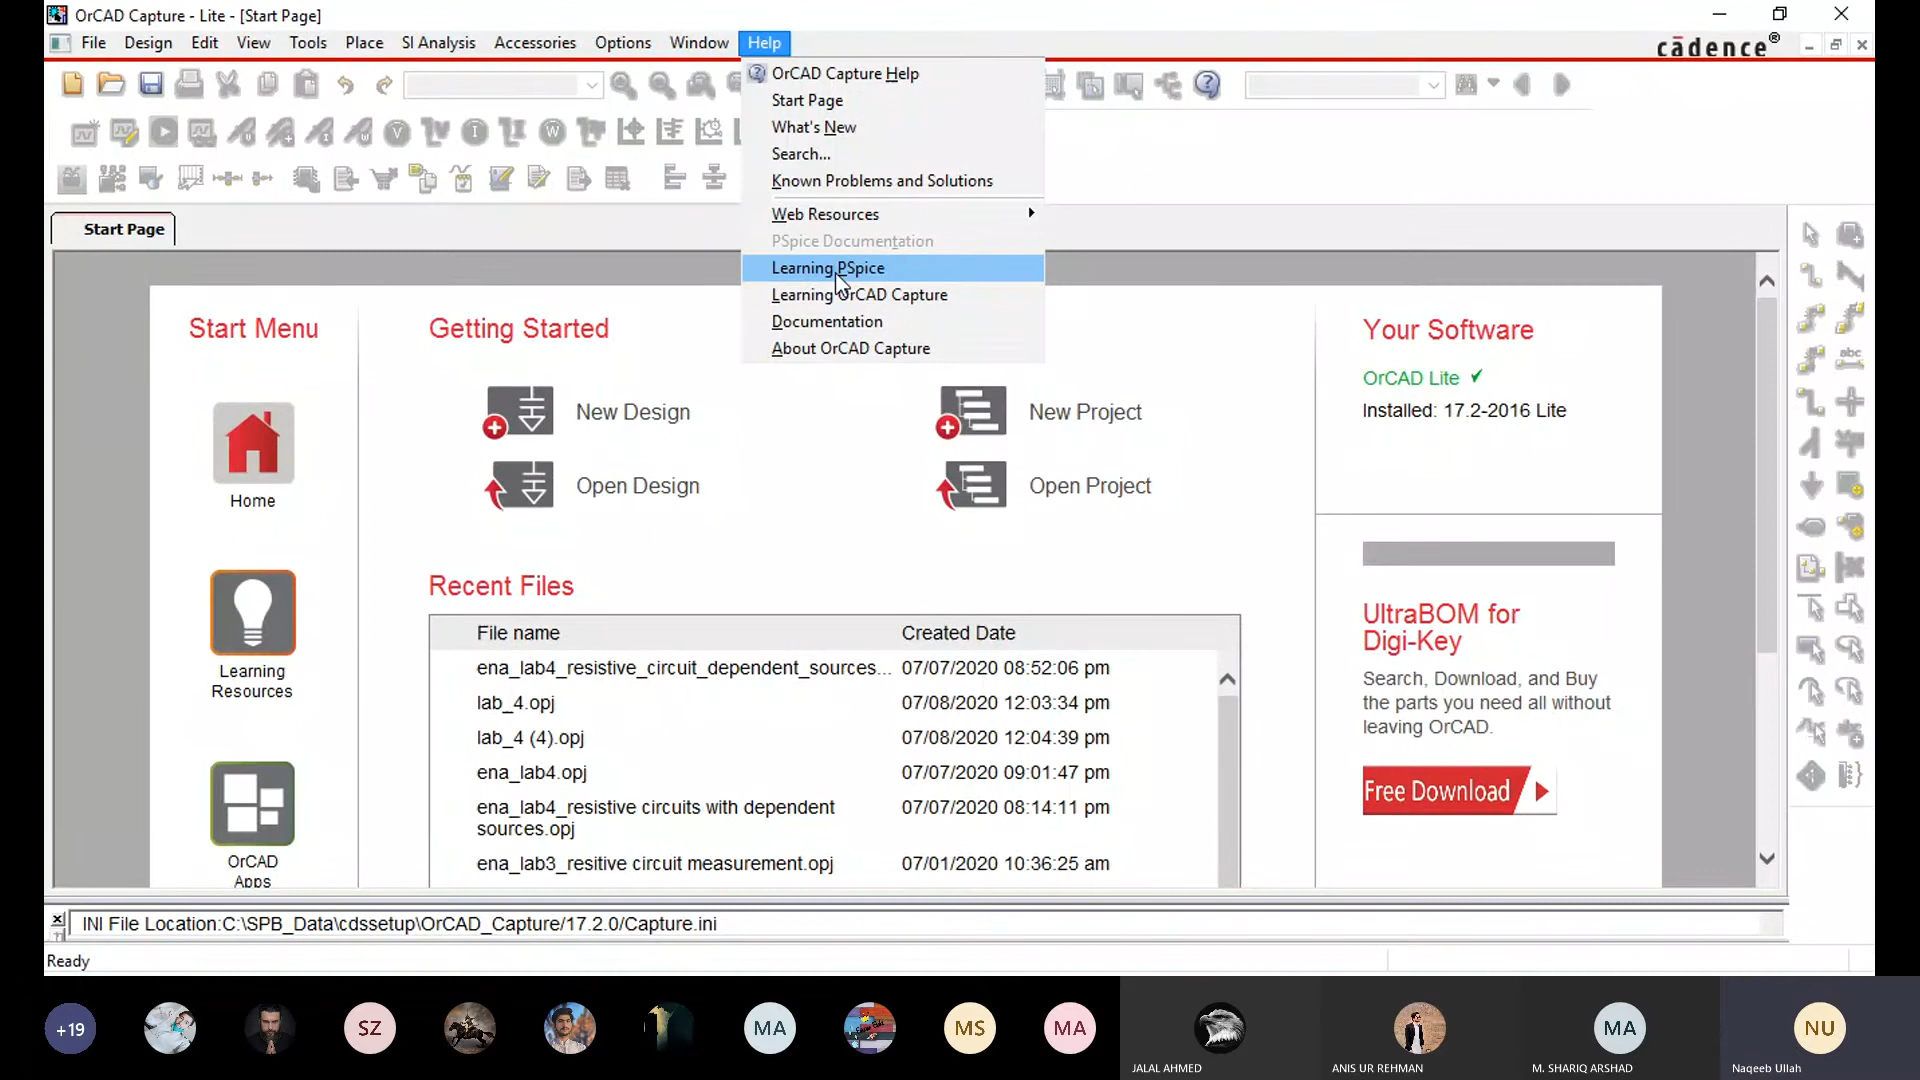 OrCAD Capture - Lite - [Start Page]
File Design Edit View Tools Place SI Analysis Accessories Options Window Help
cādence®
OrCAD Capture Help
Start Page
What's New
Search...
Known Problems and Solutions
Web Resources
PSpice Documentation
Learning PSpice
Learning OrCAD Capture
Documentation
About OrCAD Capture
Start Page
Start Menu
Home
Learning
Resources
OrCAD
Apps
Getting Started
New Design
New Project
Open Design
Open Project
Recent Files
File name Created Date
ena_lab4_resistive_circuit_dependent_sources... 07/07/2020 08:52:06 pm
lab_4.opj 07/08/2020 12:03:34 pm
lab_4 (4).opj 07/08/2020 12:04:39 pm
ena_lab4.opj 07/07/2020 09:01:47 pm
ena_lab4_resistive circuits with dependent 07/07/2020 08:14:11 pm
sources.opj
ena_lab3_resitive circuit measurement.opj 07/01/2020 10:36:25 am
Your Software
OrCAD Lite ✓
Installed: 17.2-2016 Lite
UltraBOM for
Digi-Key
Search, Download, and Buy
the parts you need all without
leaving OrCAD.
Free Download
abc
INI File Location:C:\SPB_Data\cdssetup\OrCAD_Capture/17.2.0/Capture.ini
Ready
+19 SZ MA MS MA MA NU
JALAL AHMED ANIS UR REHMAN M. SHARIQ ARSHAD Naqeeb Ullah